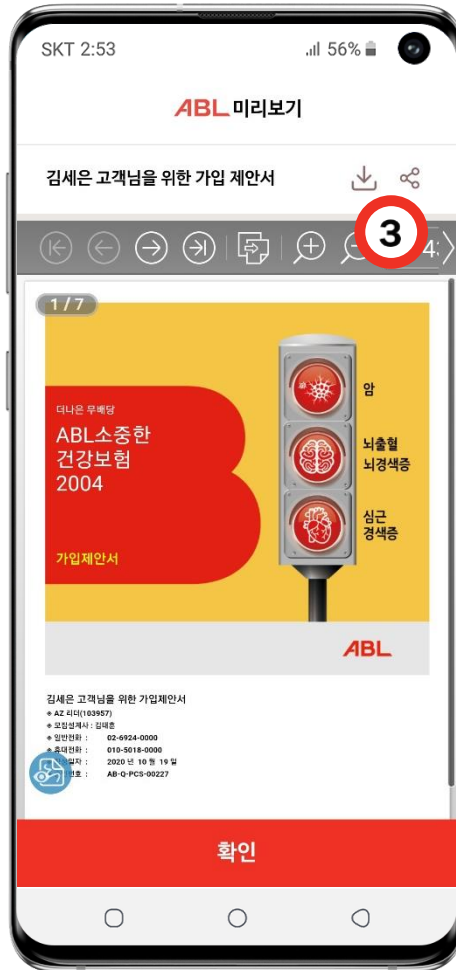 SKT 2:53
56%
ABL 미리보기
김세은 고객님을 위한 가입 제안서
3
1 / 7
더나은 무배당
ABL소중한
건강보험
2004
가입제안서
암
뇌출혈
뇌경색증
심근
경색증
ABL
김세은 고객님을 위한 가입제안서
※ AZ 리더(103957)
※ 모집설계사 : 김태훈
※ 일반전화 : 02-6924-0000
※ 휴대전화 : 010-5018-0000
일자 : 2020 년 10 월 19 일
번호 : AB-Q-PCS-00227
확인